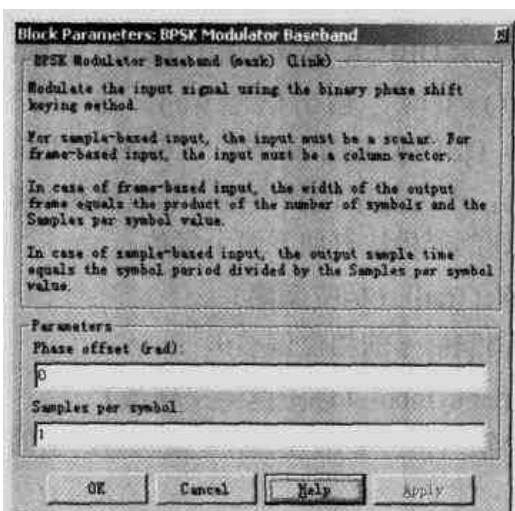 Block Parameters: BPSK Modulator Baseband
BPSK Modulator Baseband (mask) (link)
Modulate the input signal using the binary phase shift
keying method.
For sample-based input, the input must be a scalar. For
frame-based input, the input must be a column vector.
In case of frame-based input, the width of the output
frame equals the product of the number of symbols and the
Samples per symbol value.
In case of sample-based input, the output sample time
equals the symbol period divided by the Samples per symbol
value.
Parameters
Phase offset (rad):
0
Samples per symbol:
1
OK Cancel Help Apply